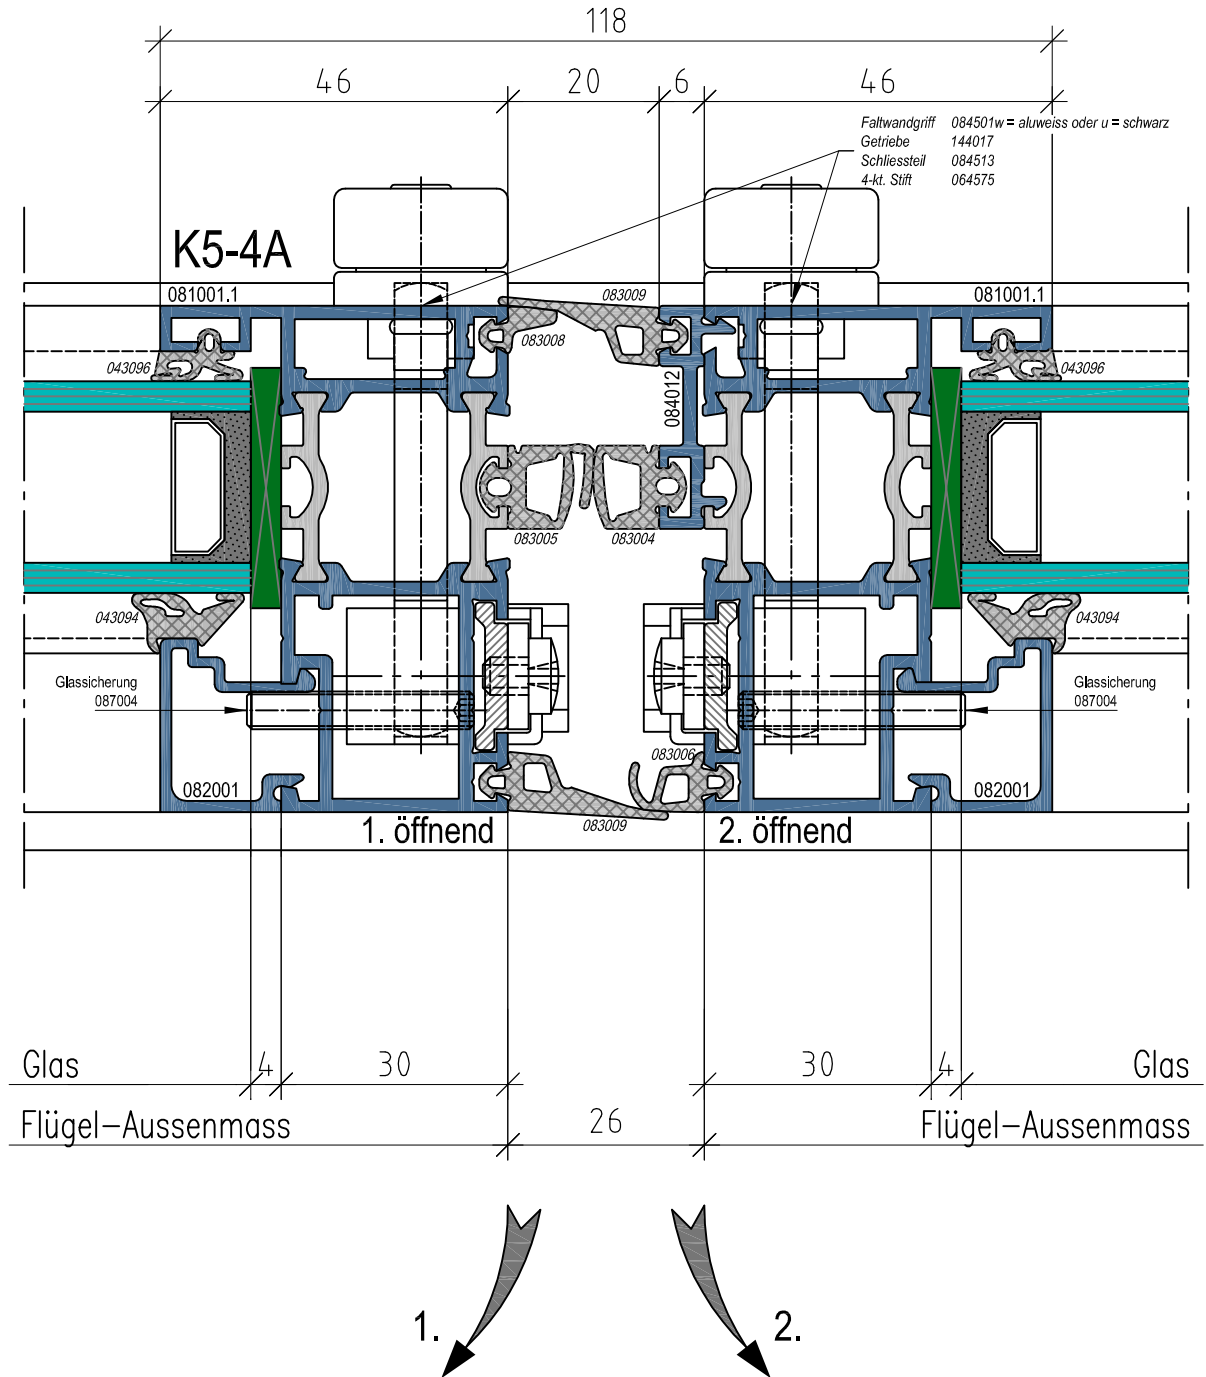 118
46 20 6 46
Faltwandgriff 084501w = aluweiss oder u = schwarz
Getriebe 144017
Schliessteil 084513
4-kt. Stift 064575
K5-4A
081001.1 083009 081001.1
083008
043096 084012 043096
083005 083004
043094 043094
Glassicherung
087004
Glassicherung
087004
083006
082001 082001
083009
1. öffnend 2. öffnend
Glas 4 30 30 4 Glas
Flügel-Aussenmass 26 Flügel-Aussenmass
1. 2.